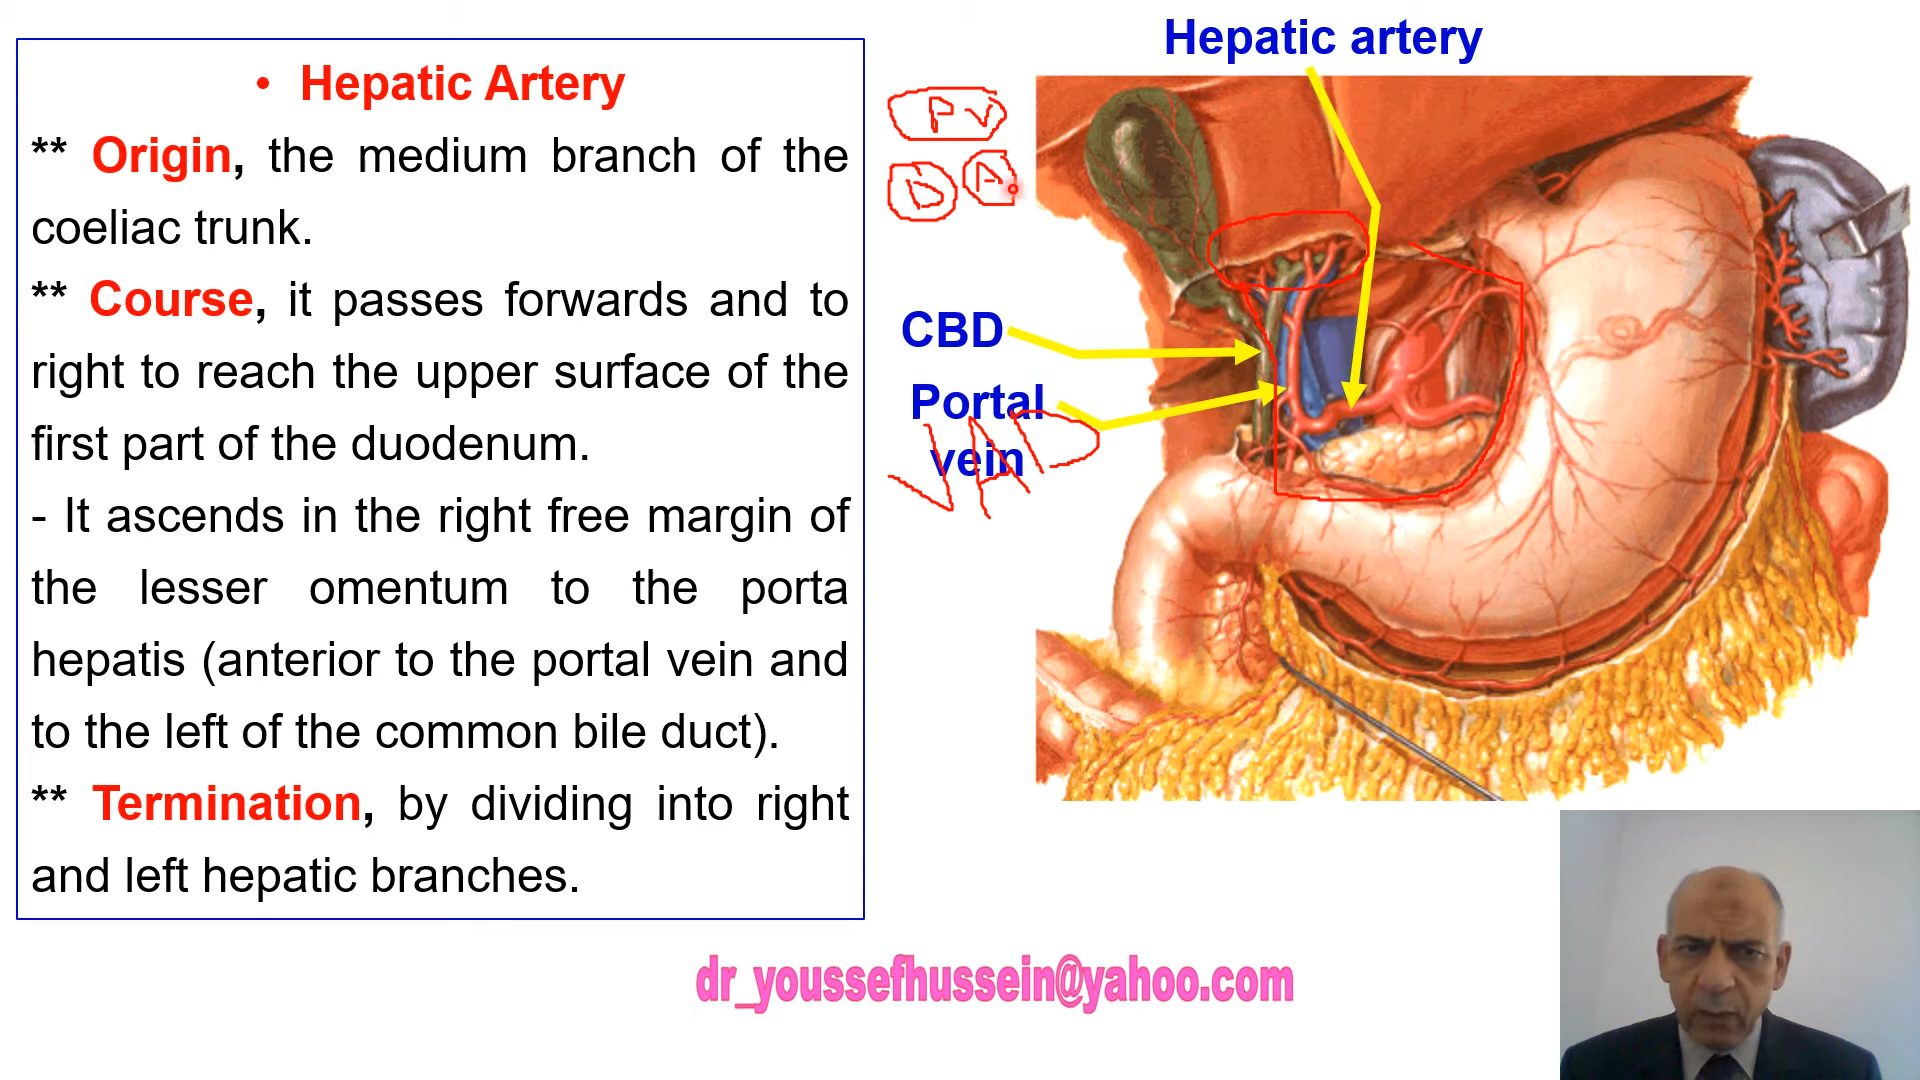 • Hepatic Artery
** Origin, the medium branch of the
coeliac trunk.
** Course, it passes forwards and to
right to reach the upper surface of the
first part of the duodenum.
- It ascends in the right free margin of
the lesser omentum to the porta
hepatis (anterior to the portal vein and
to the left of the common bile duct).
** Termination, by dividing into right
and left hepatic branches.
Hepatic artery
PV
D A
CBD
Portal
vein
VAD
dr_youssefhussein@yahoo.com